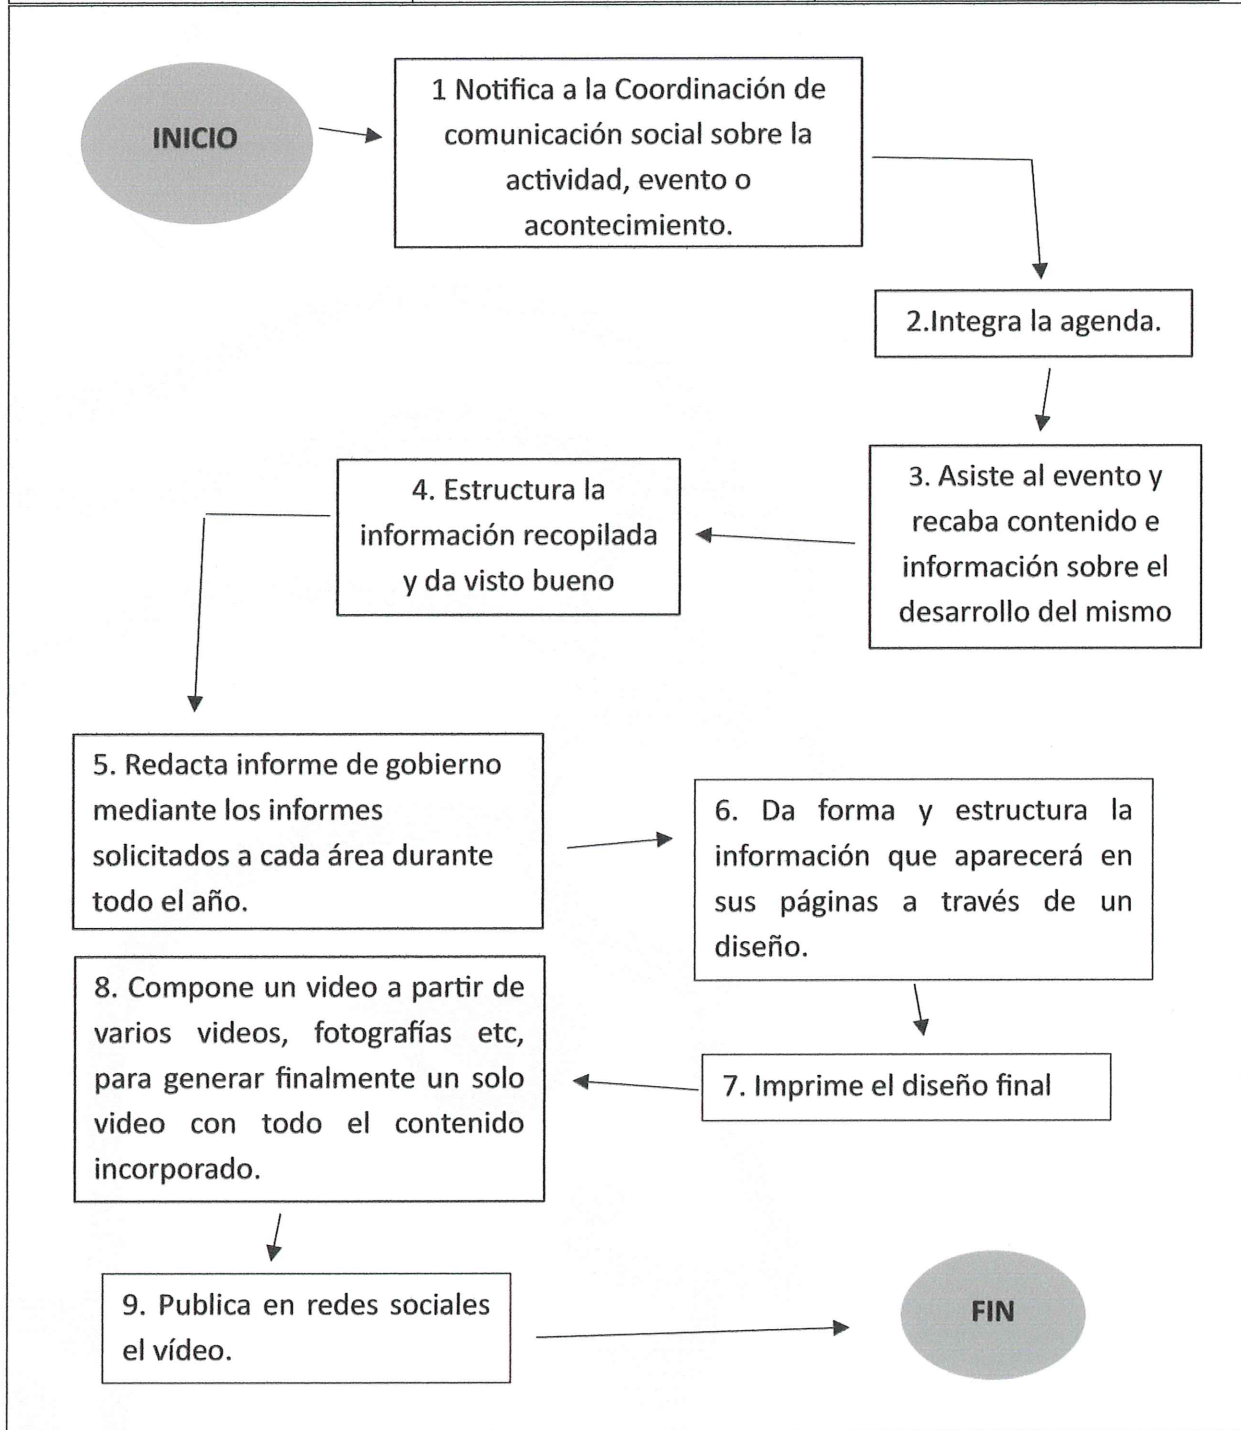 INICIO
1 Notifica a la Coordinación de
comunicación social sobre la
actividad, evento o
acontecimiento.
2.Integra la agenda.
3. Asiste al evento y
recaba contenido e
información sobre el
desarrollo del mismo
4. Estructura la
información recopilada
y da visto bueno
5. Redacta informe de gobierno
mediante los informes
solicitados a cada área durante
todo el año.
6. Da forma y estructura la
información que aparecerá en
sus páginas a través de un
diseño.
7. Imprime el diseño final
8. Compone un video a partir de
varios videos, fotografías etc,
para generar finalmente un solo
video con todo el contenido
incorporado.
9. Publica en redes sociales
el vídeo.
FIN